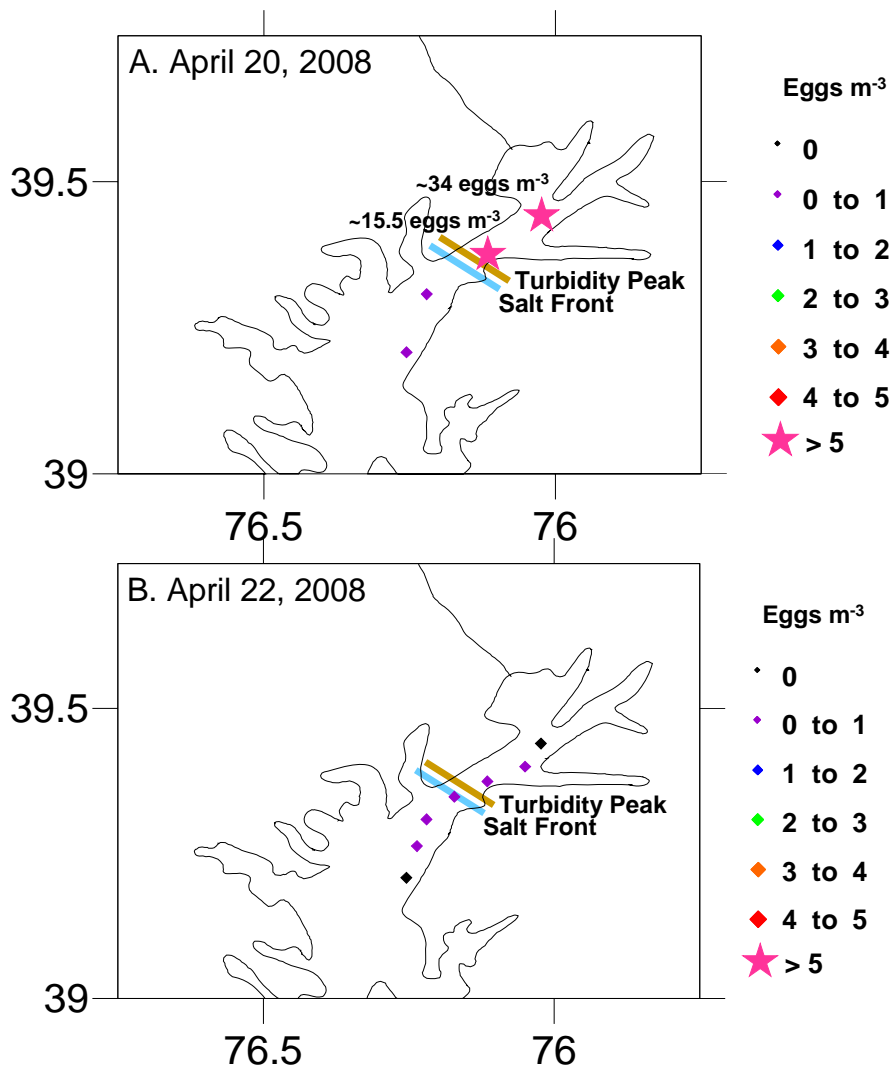 A. April 20, 2008
Eggs m⁻³
0
0 to 1
1 to 2
2 to 3
3 to 4
4 to 5
> 5
39.5
~34 eggs m⁻³
~15.5 eggs m⁻³
Turbidity Peak
Salt Front
39
76.5
76
B. April 22, 2008
Eggs m⁻³
0
0 to 1
1 to 2
2 to 3
3 to 4
4 to 5
> 5
39.5
Turbidity Peak
Salt Front
39
76.5
76